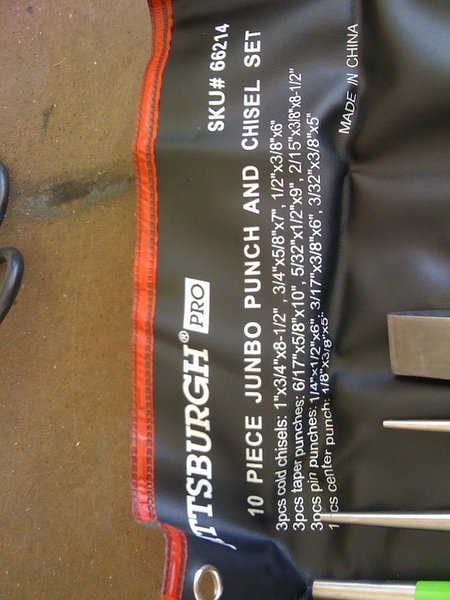 PITTSBURGH® PRO
SKU# 66214
10 PIECE JUNBO PUNCH AND CHISEL SET
3pcs cold chisels: 1"x3/4"x8-1/2" , 3/4"x5/8"x7", 1/2"x3/8"x6"
3pcs taper punches: 6/17"x5/8"x10", 5/32"x1/2"x9", 2/15"x3/8"x8-1/2"
3pcs pin punches: 1/4"x1/2"x6", 3/17"x3/8"x6", 3/32"x3/8"x5"
1pcs center punch: 1/8"x3/8"x5"
MADE IN CHINA